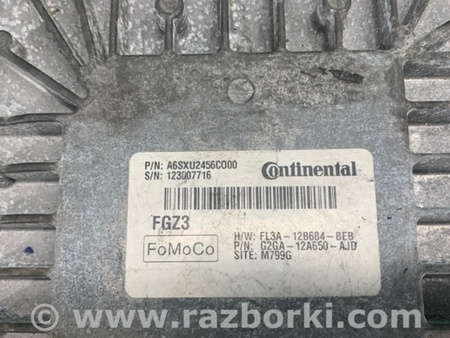 P/N: A6SXU2456C000
S/N: 123007716
Continental
FGZ3
FoMoCo
H/W: FL3A-12B684-BEB
P/N: G2GA-12A650-AJD
SITE: M799G
www.razborki.com